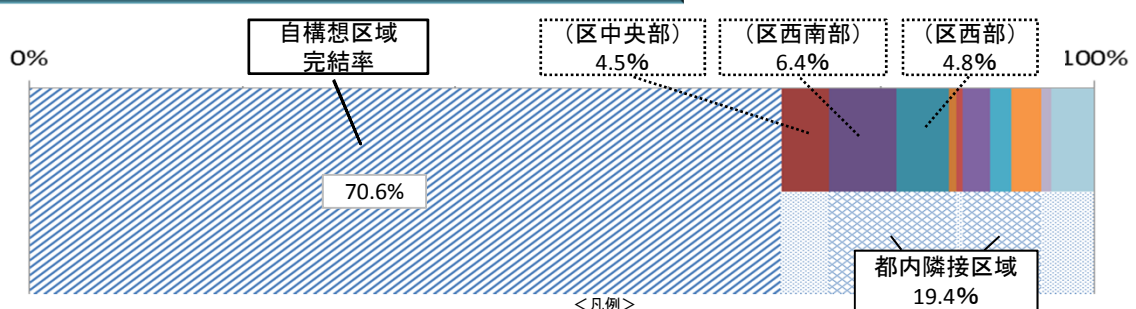 自構想区域
完結率
（区中央部）
4.5%
（区西南部）
6.4%
（区西部）
4.8%
0%
100%
70.6%
都内隣接区域
19.4%
＜凡例＞